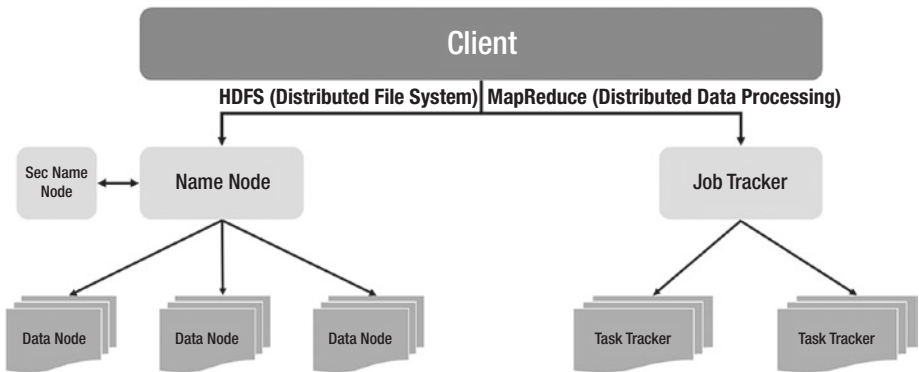 Client
HDFS (Distributed File System) MapReduce (Distributed Data Processing)
Sec Name
Node
Name Node
Job Tracker
Data Node
Data Node
Data Node
Task Tracker
Task Tracker